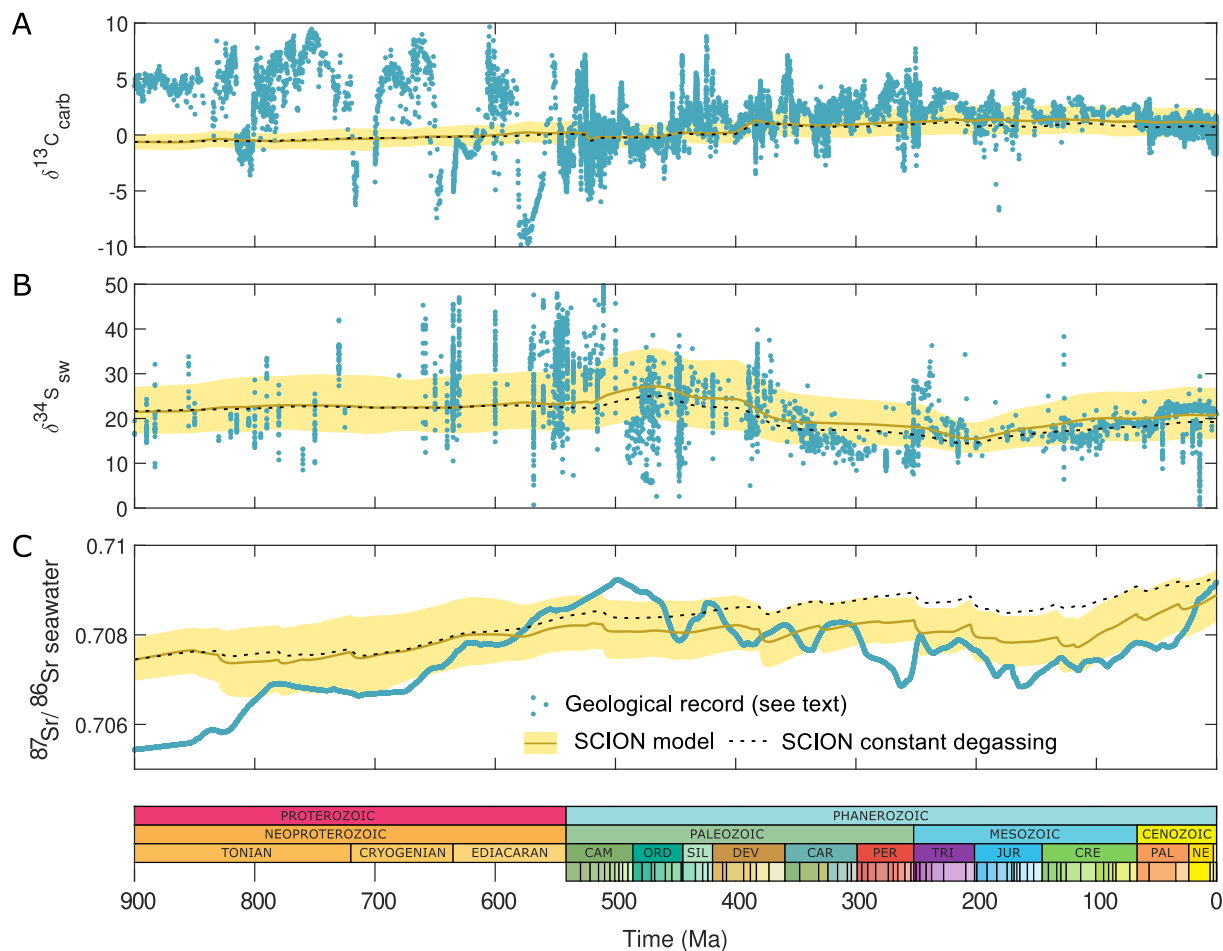 A
δ13Ccarb
10
5
0
-5
-10
B
δ34Ssw
50
40
30
20
10
0
C
87Sr/ 86Sr seawater
0.71
0.708
0.706
Geological record (see text)
SCION model
SCION constant degassing
PROTEROZOIC PHANEROZOIC
NEOPROTEROZOIC PALEOZOIC MESOZOIC CENOZOIC
TONIAN CRYOGENIAN EDIACARAN CAM ORD SIL DEV CAR PER TRI JUR CRE PAL NE
900 800 700 600 500 400 300 200 100 0
Time (Ma)